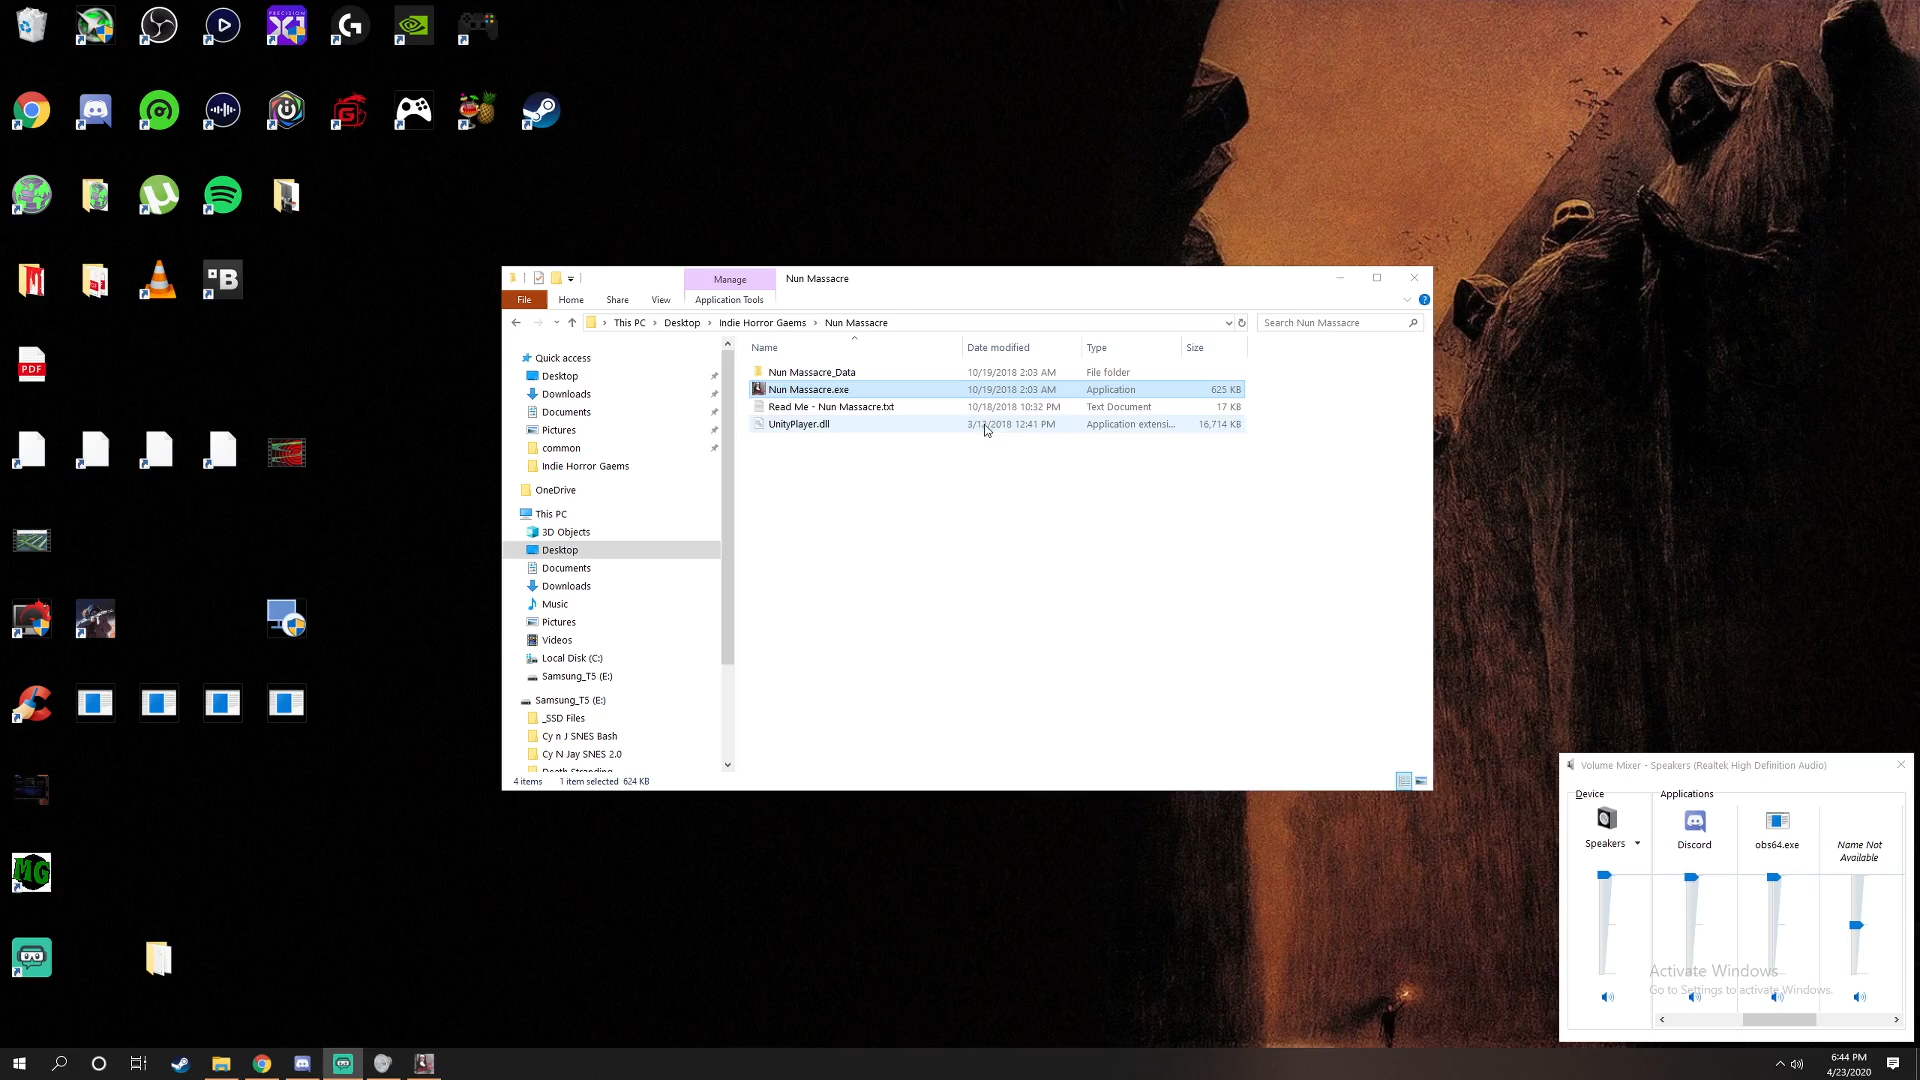 Manage
Nun Massacre
File
Home
Share
View
Application Tools
This PC
Desktop
Indie Horror Gaems
Nun Massacre
Search Nun Massacre
Quick access
Desktop
Downloads
Documents
Pictures
common
Indie Horror Gaems
OneDrive
This PC
3D Objects
Desktop
Documents
Downloads
Music
Pictures
Videos
Local Disk (C:)
Samsung_T5 (E:)
Samsung_T5 (E:)
_SSD Files
Cy n J SNES Bash
Cy N Jay SNES 2.0
Death Stranding
Name Date modified Type Size
Nun Massacre_Data 10/19/2018 2:03 AM File folder
Nun Massacre.exe 10/19/2018 2:03 AM Application 625 KB
Read Me - Nun Massacre.txt 10/18/2018 10:32 PM Text Document 17 KB
UnityPlayer.dll 12:41 PM Application extensi... 16,714 KB
4 items 1 item selected 624 KB
Volume Mixer - Speakers (Realtek High Definition Audio)
Device
Applications
Speakers
Discord
obs64.exe
Name Not
Available
Activate Windows
Go to Settings to activate Windows.
PRECISION
X1
PDF
B
MG
6:44 PM
4/23/2020